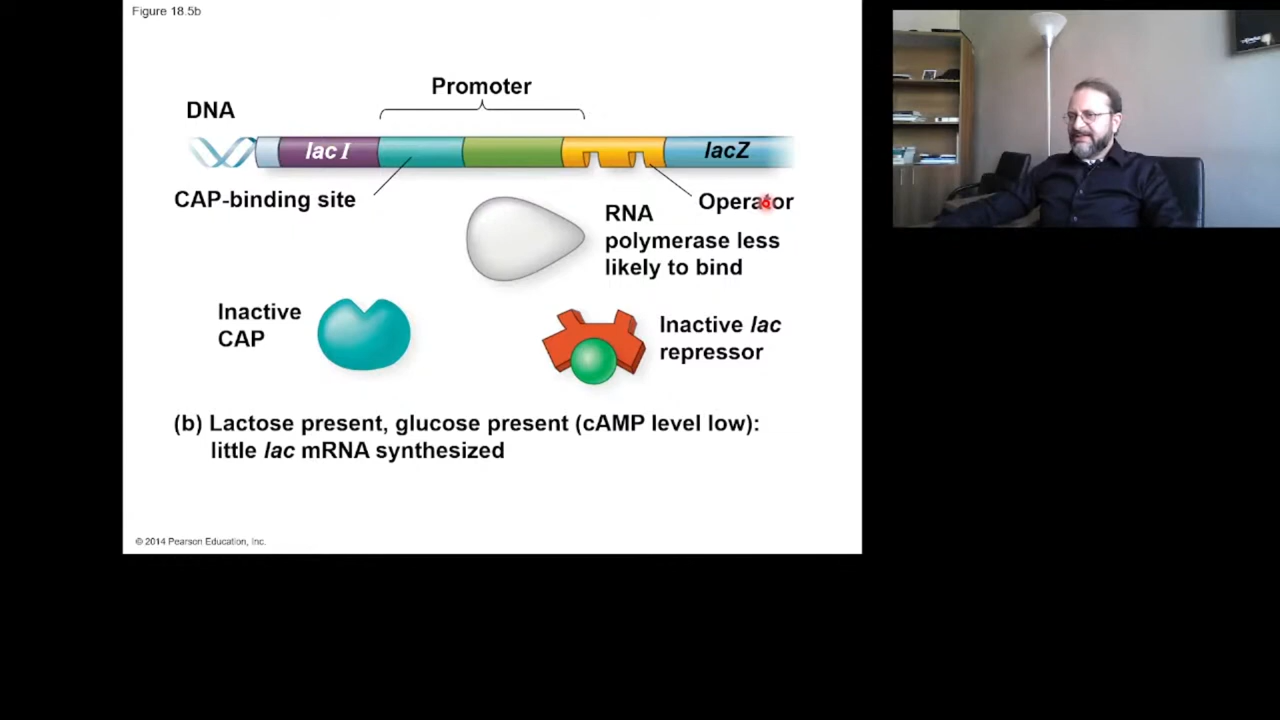 Figure 18.5b
Promoter
DNA
lac I
lacZ
CAP-binding site
Operator
RNA
polymerase less
likely to bind
Inactive
CAP
Inactive lac
repressor
(b) Lactose present, glucose present (cAMP level low):
little lac mRNA synthesized
© 2014 Pearson Education, Inc.